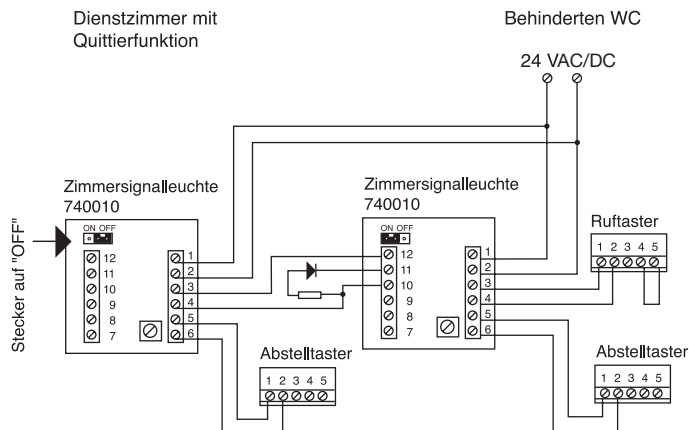 Dienstzimmer mit
Quittierfunktion
Behinderten WC
24 VAC/DC
Zimmersignalleuchte
740010
Stecker auf "OFF"
ON OFF
12
11
10
9
8
7
1
2
3
4
5
6
Zimmersignalleuchte
740010
ON OFF
12
11
10
9
8
7
1
2
3
4
5
6
Ruftaster
1 2 3 4 5
Abstelltaster
1 2 3 4 5
Abstelltaster
1 2 3 4 5